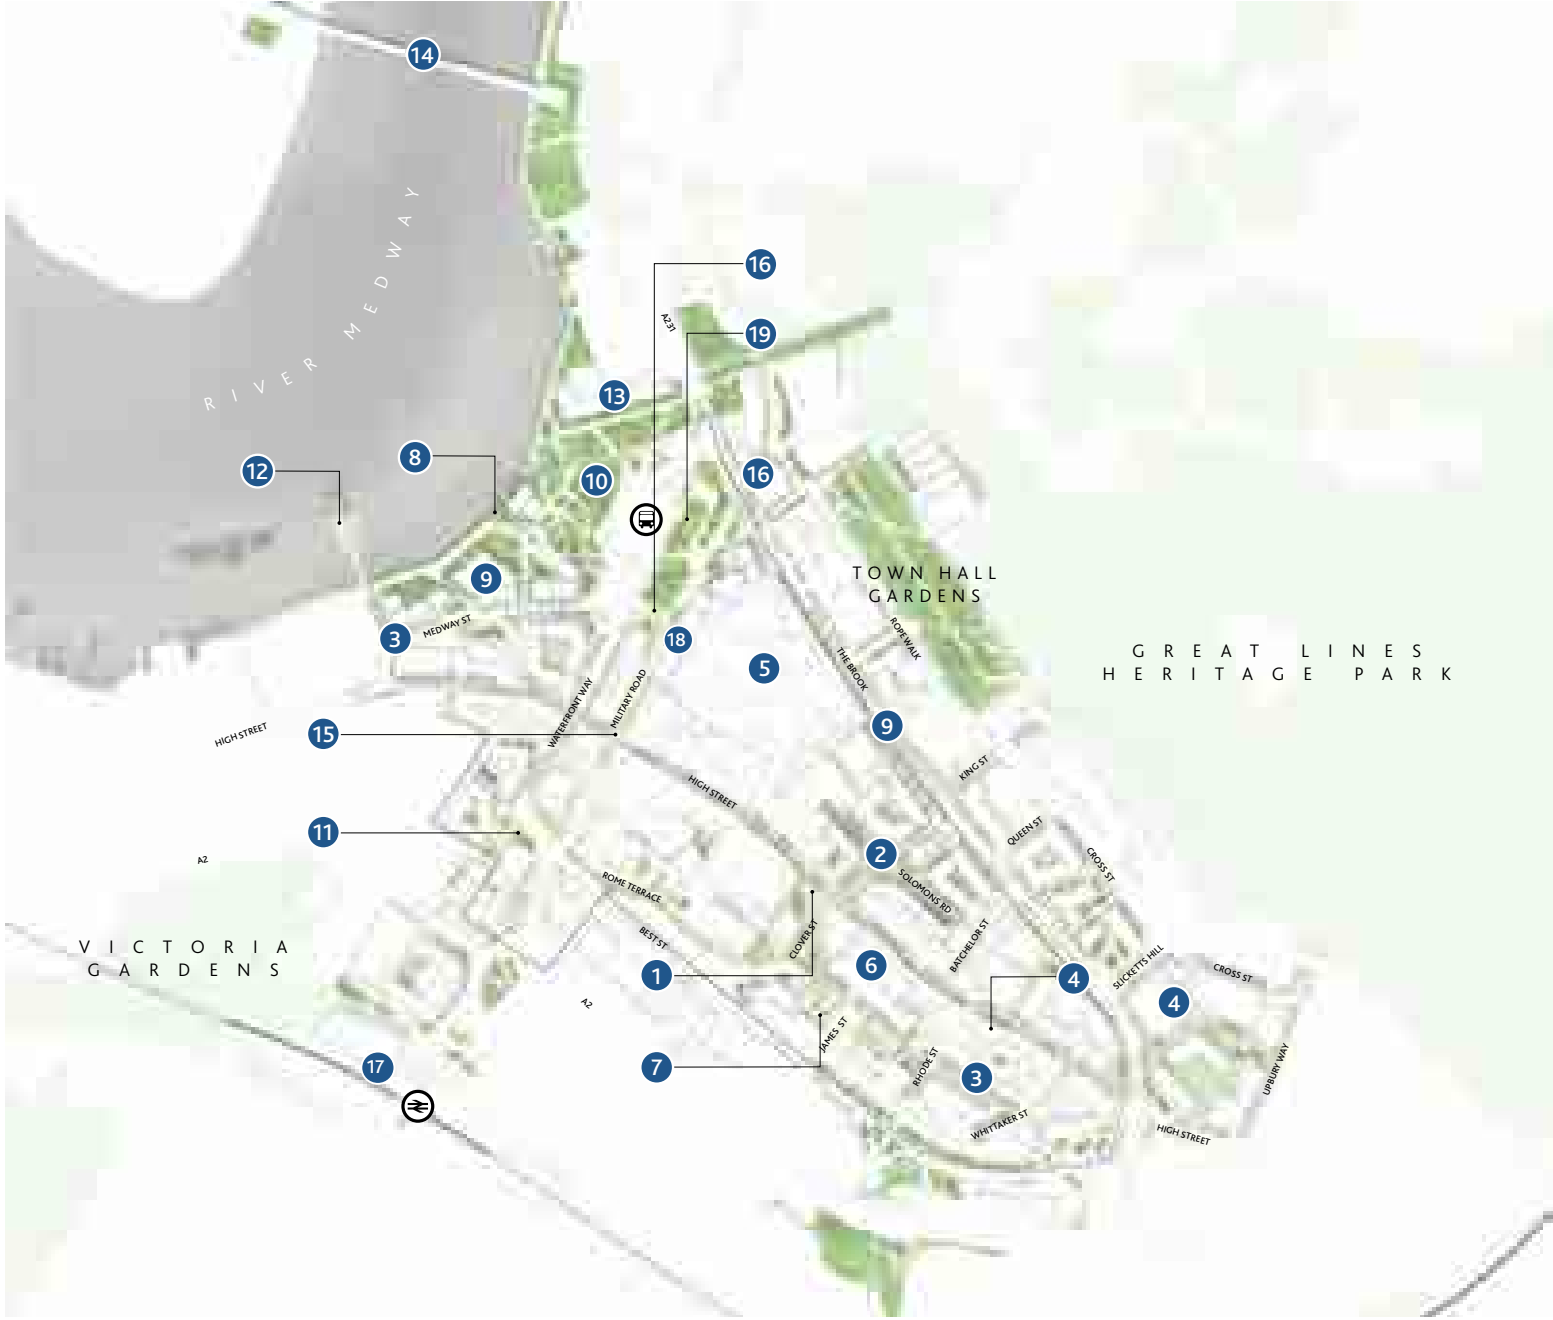 14
RIVER MEDWAY
16
A231
19
13
8
12
16
10
9
TOWN HALL
GARDENS
MEDWAY ST
3
18
ROPE WALK
THE BROOK
5
GREAT LINES
HERITAGE PARK
WATERFRONT WAY
MILITARY ROAD
9
HIGH STREET
15
KING ST
HIGH STREET
11
QUEEN ST
2
CROSS ST
A2
SOLOMONS RD
ROME TERRACE
BEST ST
CLOVER ST
BATCHELOR ST
VICTORIA
GARDENS
1
6
4
SLICKETTS HILL
CROSS ST
4
A2
JAMES ST
7
17
RHODE ST
3
UPBURY WAY
WHITTAKER ST
HIGH STREET